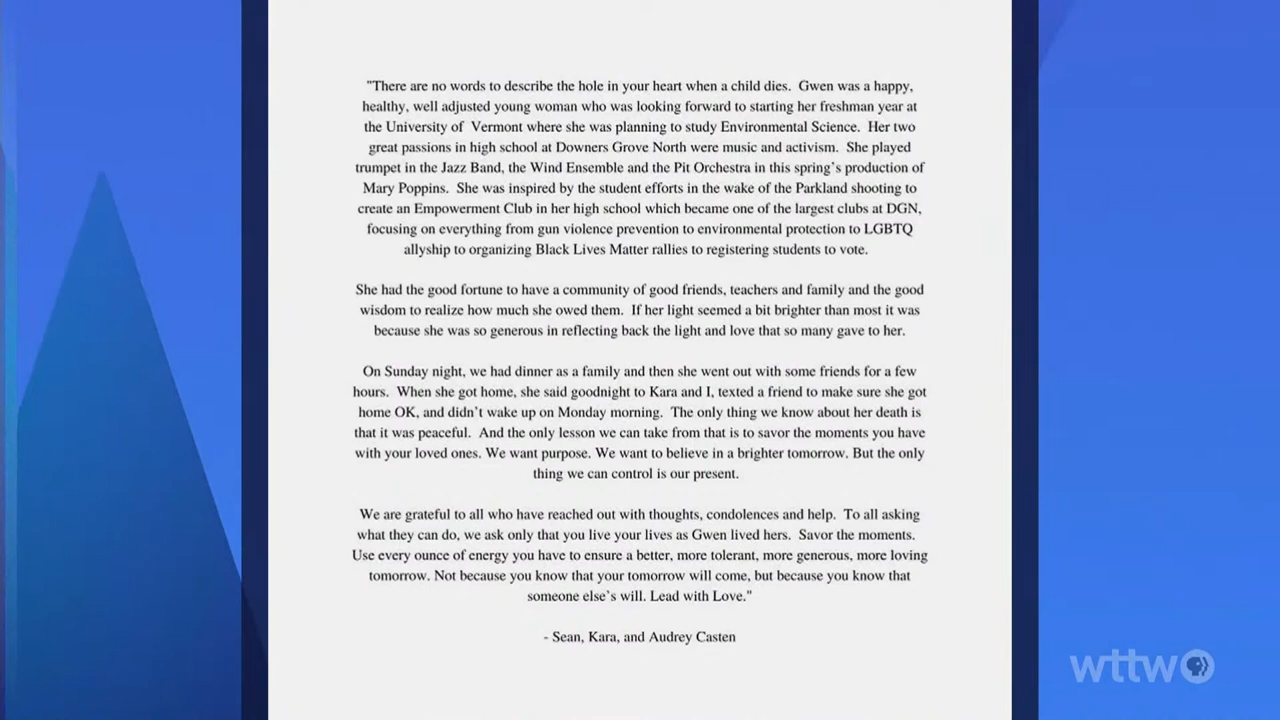 "There are no words to describe the hole in your heart when a child dies.  Gwen was a happy,
healthy, well adjusted young woman who was looking forward to starting her freshman year at
the University of  Vermont where she was planning to study Environmental Science.  Her two
great passions in high school at Downers Grove North were music and activism.  She played
trumpet in the Jazz Band, the Wind Ensemble and the Pit Orchestra in this spring's production of
Mary Poppins.  She was inspired by the student efforts in the wake of the Parkland shooting to
create an Empowerment Club in her high school which became one of the largest clubs at DGN,
focusing on everything from gun violence prevention to environmental protection to LGBTQ
allyship to organizing Black Lives Matter rallies to registering students to vote.
She had the good fortune to have a community of good friends, teachers and family and the good
wisdom to realize how much she owed them.  If her light seemed a bit brighter than most it was
because she was so generous in reflecting back the light and love that so many gave to her.
On Sunday night, we had dinner as a family and then she went out with some friends for a few
hours.  When she got home, she said goodnight to Kara and I, texted a friend to make sure she got
home OK, and didn't wake up on Monday morning.  The only thing we know about her death is
that it was peaceful.  And the only lesson we can take from that is to savor the moments you have
with your loved ones. We want purpose. We want to believe in a brighter tomorrow. But the only
thing we can control is our present.
We are grateful to all who have reached out with thoughts, condolences and help.  To all asking
what they can do, we ask only that you live your lives as Gwen lived hers.  Savor the moments.
Use every ounce of energy you have to ensure a better, more tolerant, more generous, more loving
tomorrow. Not because you know that your tomorrow will come, but because you know that
someone else's will. Lead with Love."
- Sean, Kara, and Audrey Casten
wttw